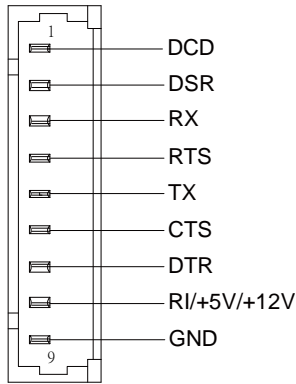 1
DCD
DSR
RX
RTS
TX
CTS
DTR
RI/+5V/+12V
GND
9